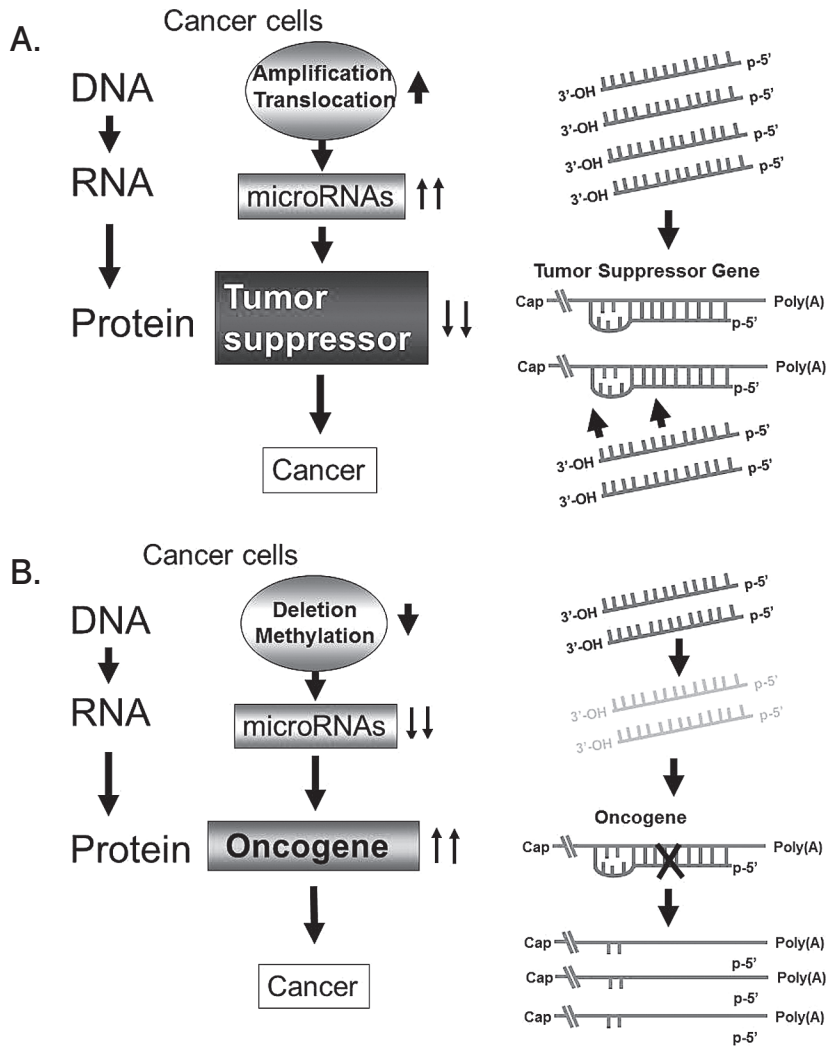 A.
Cancer cells
DNA
RNA
Protein
Amplification
Translocation
microRNAs
Tumor
suppressor
Cancer
3'-OH p-5'
3'-OH p-5'
3'-OH p-5'
3'-OH p-5'
Tumor Suppressor Gene
Cap Poly(A)
p-5'
Cap Poly(A)
p-5'
3'-OH p-5'
3'-OH p-5'
B.
Cancer cells
DNA
RNA
Protein
Deletion
Methylation
microRNAs
Oncogene
Cancer
3'-OH p-5'
3'-OH p-5'
3'-OH p-5'
3'-OH p-5'
Oncogene
Cap Poly(A)
p-5'
Cap Poly(A)
p-5'
Cap Poly(A)
p-5'
Cap Poly(A)
p-5'